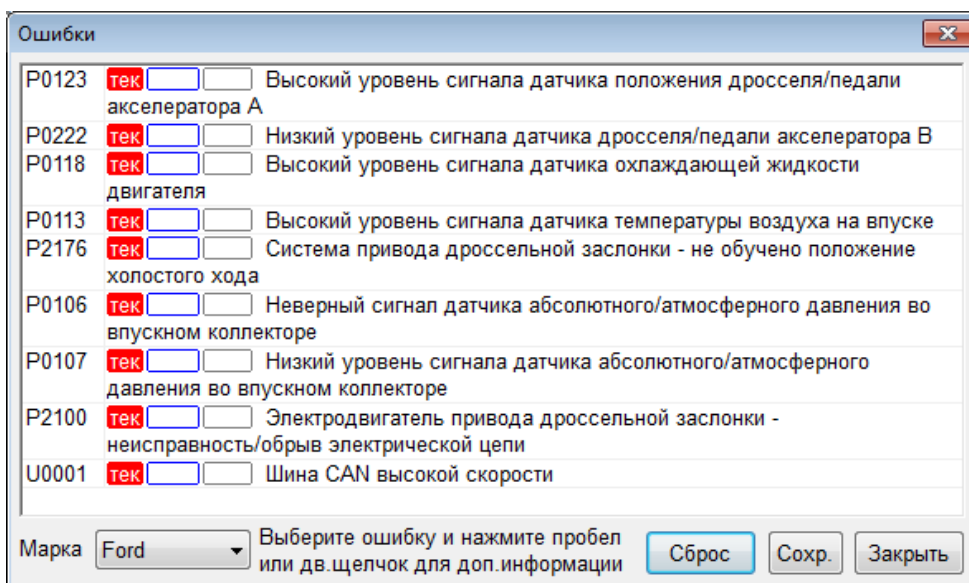 Ошибки
P0123 тек Высокий уровень сигнала датчика положения дросселя/педали
акселератора A
P0222 тек Низкий уровень сигнала датчика дросселя/педали акселератора B
P0118 тек Высокий уровень сигнала датчика охлаждающей жидкости
двигателя
P0113 тек Высокий уровень сигнала датчика температуры воздуха на впуске
P2176 тек Система привода дроссельной заслонки - не обучено положение
холостого хода
P0106 тек Неверный сигнал датчика абсолютного/атмосферного давления во
впускном коллекторе
P0107 тек Низкий уровень сигнала датчика абсолютного/атмосферного
давления во впускном коллекторе
P2100 тек Электродвигатель привода дроссельной заслонки -
неисправность/обрыв электрической цепи
U0001 тек Шина CAN высокой скорости
Марка Ford Выберите ошибку и нажмите пробел
или дв.щелчок для доп.информации Сброс Сохр. Закрыть